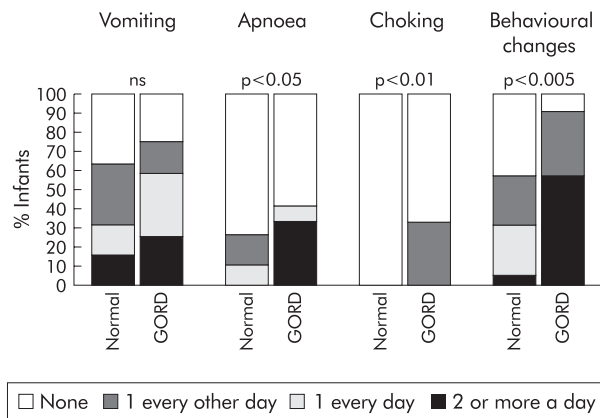 Vomiting Apnoea Choking Behavioural
changes
ns p<0.05 p<0.01 p<0.005
100
90
80
70
60
50
40
30
20
10
0
% Infants
Normal GORD Normal GORD Normal GORD Normal GORD
None 1 every other day 1 every day 2 or more a day